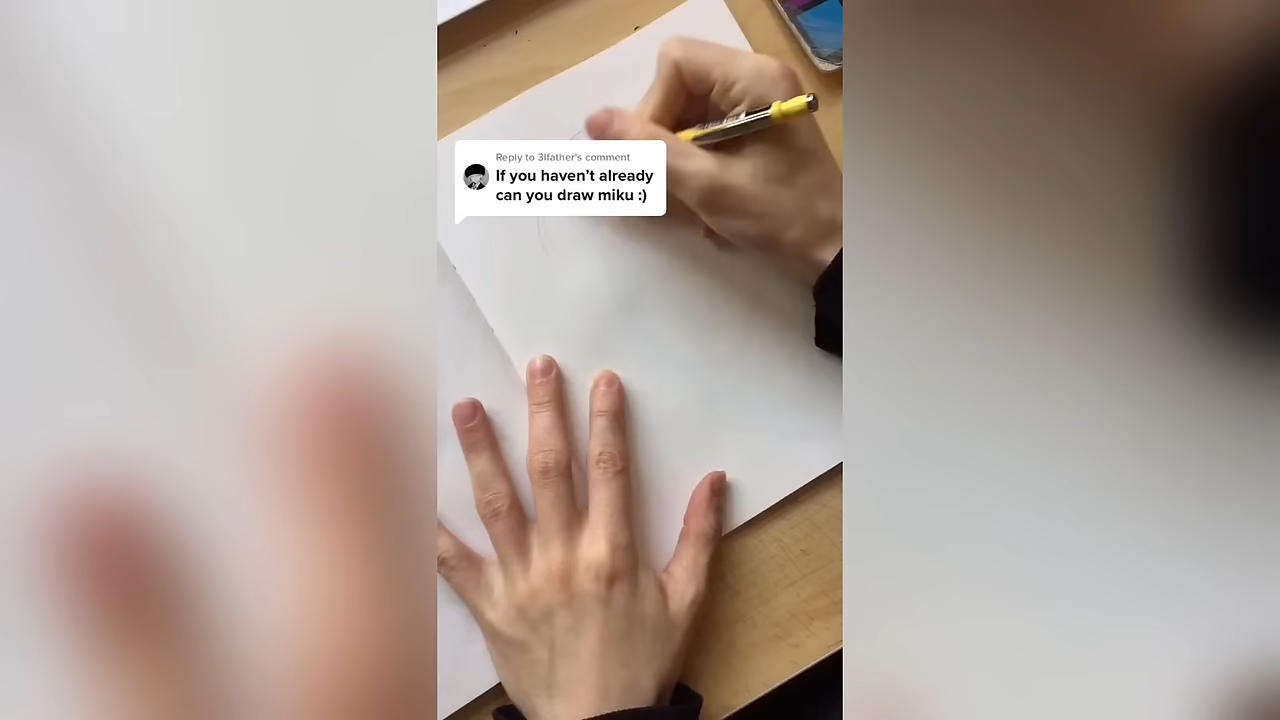 Reply to 3lfather's comment
If you haven’t already
can you draw miku :)